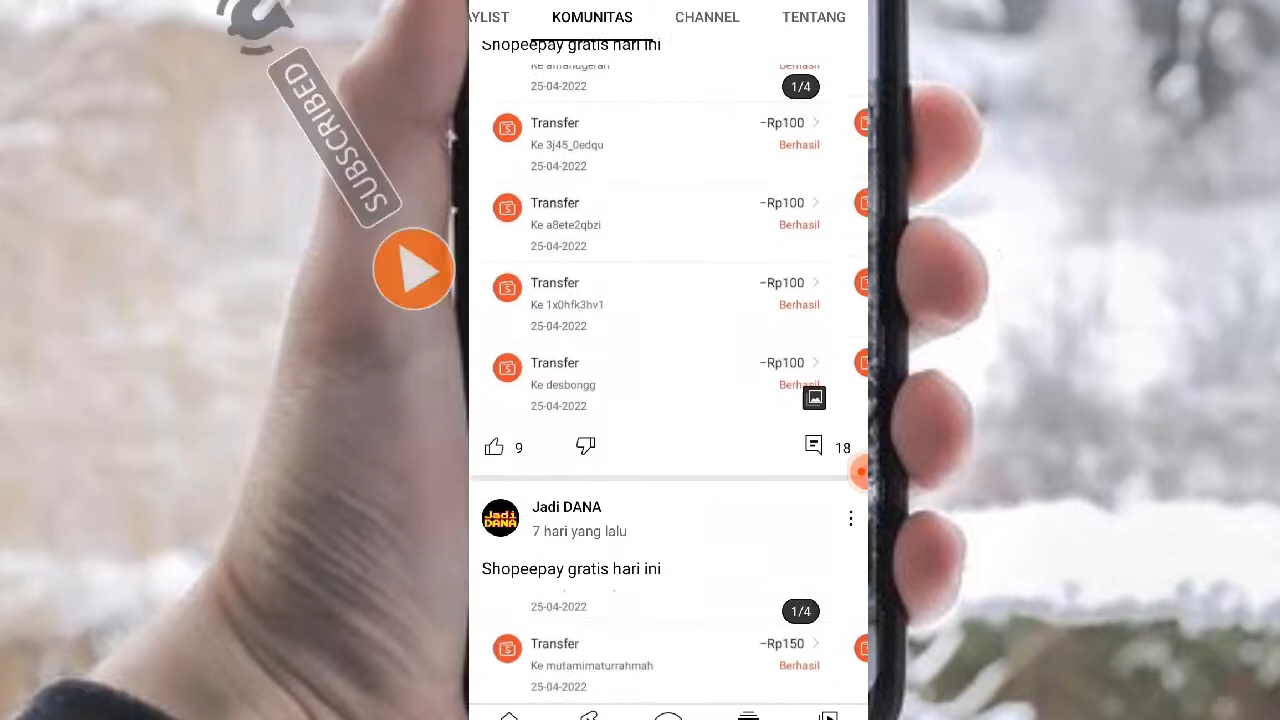 AYLIST KOMUNITAS CHANNEL TENTANG
Shopeepay gratis hari ini
Berhasil
25-04-2022
1/4
Transfer −Rp100
Ke 3j45_0edqu Berhasil
25-04-2022
Transfer −Rp100
Ke a8ete2qbzi Berhasil
25-04-2022
Transfer −Rp100
Ke 1x0hfk3hv1 Berhasil
25-04-2022
Transfer −Rp100
Ke desbongg Berhasil
25-04-2022
9 18
Jadi DANA
Jadi DANA
7 hari yang lalu
Shopeepay gratis hari ini
25-04-2022
1/4
Transfer −Rp150
Ke mutamimaturrahmah Berhasil
25-04-2022
SUBSCRIBED